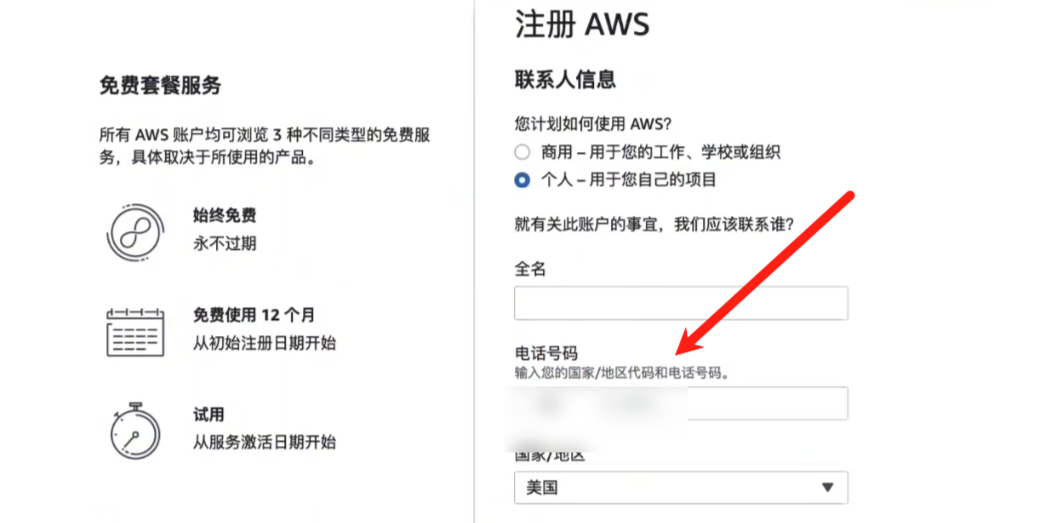 免费套餐服务
所有 AWS 账户均可浏览 3 种不同类型的免费服
务，具体取决于所使用的产品。
始终免费
永不过期
免费使用 12 个月
从初始注册日期开始
试用
从服务激活日期开始
注册 AWS
联系人信息
您计划如何使用 AWS?
商用 – 用于您的工作、学校或组织
个人 – 用于您自己的项目
就有关此账户的事宜，我们应该联系谁?
全名
电话号码
输入您的国家/地区代码和电话号码。
国家/地区
美国